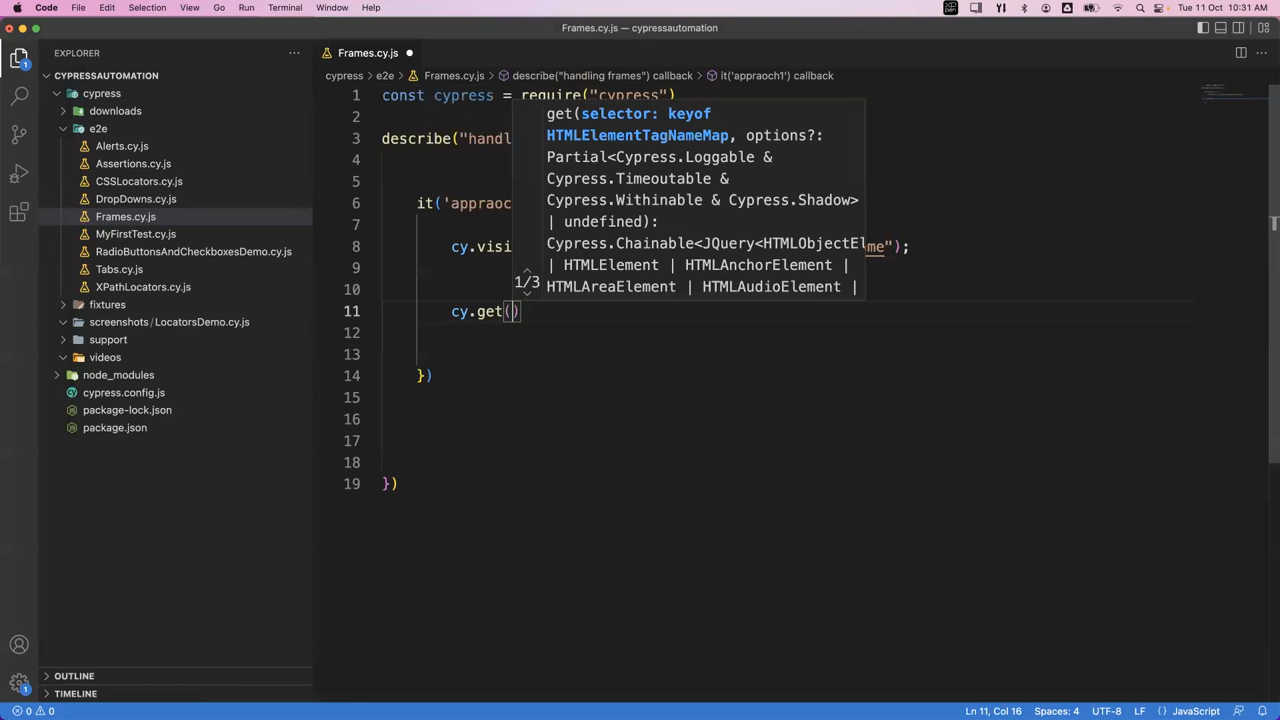 Code File Edit Selection View Go Run Terminal Window Help
Tue 11 Oct 10:31 AM
Frames.cy.js — cypressautomation
EXPLORER
Frames.cy.js
CYPRESSAUTOMATION
cypress > e2e > Frames.cy.js > describe("handling frames") callback > it('appraoch1') callback
cypress
downloads
e2e
Alerts.cy.js
Assertions.cy.js
CSSLocators.cy.js
DropDowns.cy.js
Frames.cy.js
MyFirstTest.cy.js
RadioButtonsAndCheckboxesDemo.cy.js
Tabs.cy.js
XPathLocators.cy.js
fixtures
screenshots / LocatorsDemo.cy.js
support
videos
node_modules
cypress.config.js
package-lock.json
package.json
OUTLINE
TIMELINE
1 const cypress = require("cypress")
2
3 describe("handl
4
5
6 it('appraoc
7
8 cy.visi me");
9
10
11 cy.get()
12
13
14 })
15
16
17
18
19 })
get(selector: keyof
HTMLElementTagNameMap, options?:
Partial<Cypress.Loggable &
Cypress.Timeoutable &
Cypress.Withinable & Cypress.Shadow>
| undefined):
Cypress.Chainable<JQuery<HTMLObjectEl
| HTMLElement | HTMLAnchorElement |
1/3
HTMLAreaElement | HTMLAudioElement |
1
1
0 0
Ln 11, Col 16 Spaces: 4 UTF-8 LF {} JavaScript